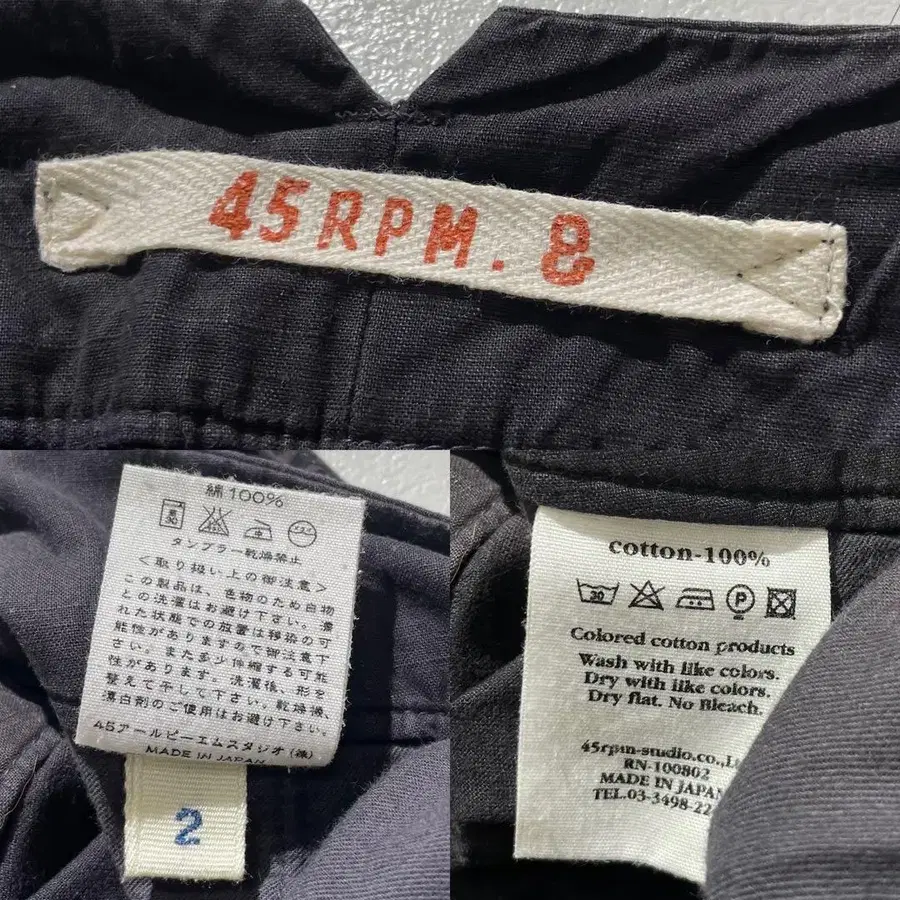 45RPM. &
綿100%
タンブラー乾燥禁止
<取り扱い上の御注意>
この製品は、色物のため白物
との洗濯はお避け下さい。濡
れた状態での放置は移染の可
能性がありますので御注意下
さい。また多少伸縮する可能
性があります。洗濯後、形を
整えて干して下さい。乾燥機、
漂白剤のご使用はお避け下さい。
45アールピーエムスタジオ(株)
MADE IN JAPAN
2
cotton-100%
30
P
Colored cotton products
Wash with like colors.
Dry with like colors.
Dry flat. No Bleach.
45rpm-studio.co.,L
RN-100802
MADE IN JAPAN
TEL.03-3498-22